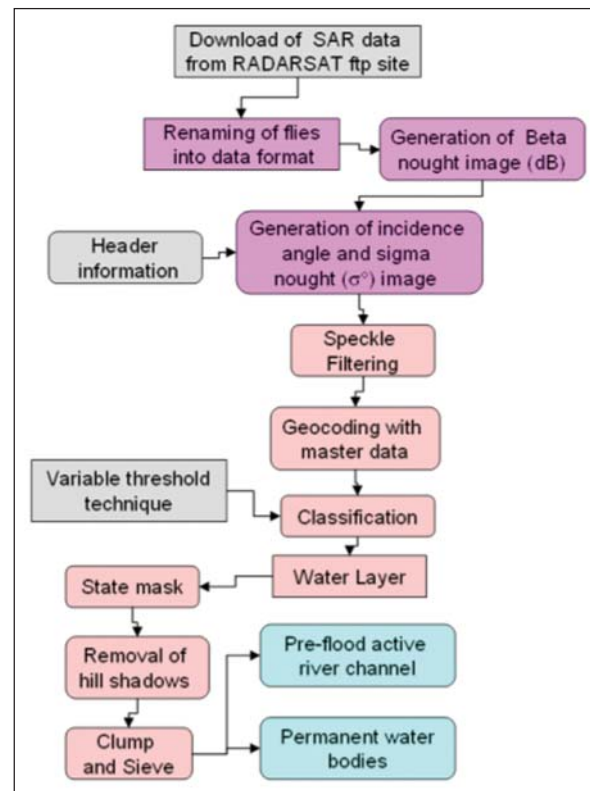 Download of SAR data
from RADARSAT ftp site
Renaming of flies
into data format
Generation of Beta
nought image (dB)
Header
information
Generation of incidence
angle and sigma
nought (σ°) image
Speckle
Filtering
Geocoding with
master data
Variable threshold
technique
Classification
Water Layer
State mask
Removal of
hill shadows
Clump
and Sieve
Pre-flood active
river channel
Permanent water
bodies